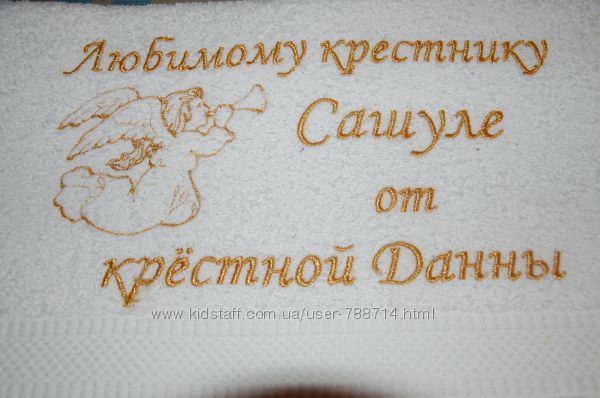 Любимому крестнику
Сашуле
от
крёстной Данны
www.kidstaff.com.ua/user-788714.html